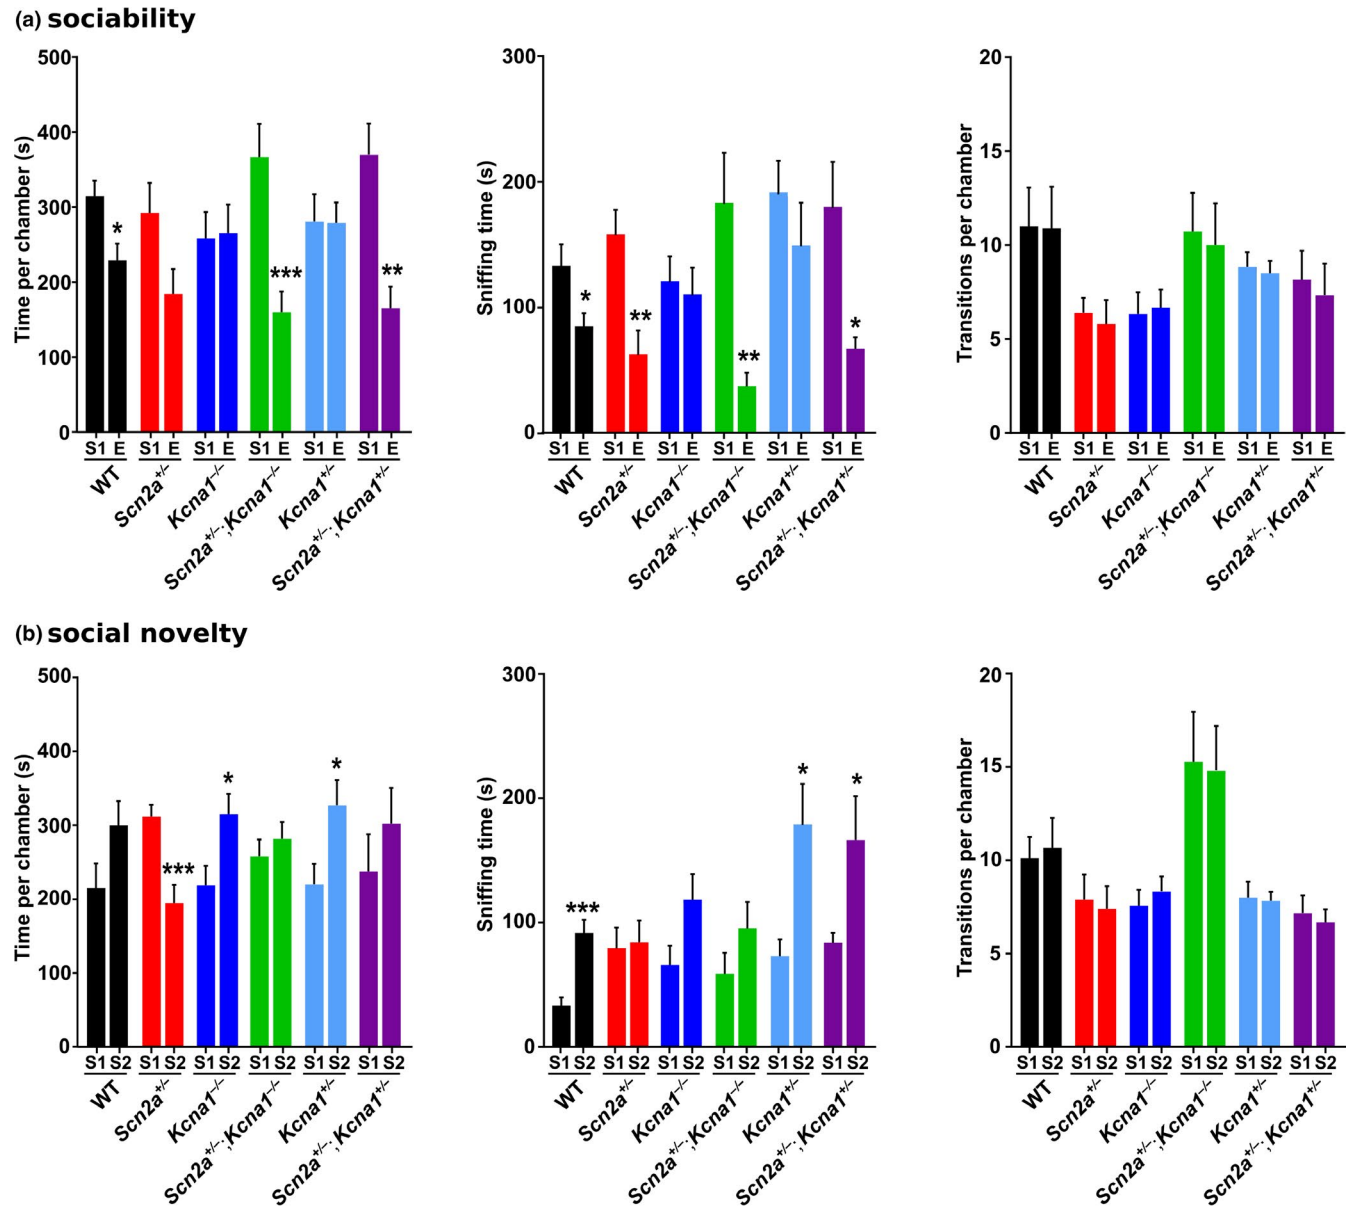 (a) sociability
500
400
300
200
100
0
Time per chamber (s)
*
***
**
S1 E S1 E S1 E S1 E S1 E S1 E
WT
Scn2a+/–
Kcna1–/–
Scn2a+/–;Kcna1–/–
Kcna1+/–
Scn2a+/–;Kcna1+/–
300
200
100
0
Sniffing time (s)
*
**
**
*
S1 E S1 E S1 E S1 E S1 E S1 E
WT
Scn2a+/–
Kcna1–/–
Scn2a+/–;Kcna1–/–
Kcna1+/–
Scn2a+/–;Kcna1+/–
20
15
10
5
0
Transitions per chamber
S1 E S1 E S1 E S1 E S1 E S1 E
WT
Scn2a+/–
Kcna1–/–
Scn2a+/–;Kcna1–/–
Kcna1+/–
Scn2a+/–;Kcna1+/–
(b) social novelty
500
400
300
200
100
0
Time per chamber (s)
***
*
*
S1 S2 S1 S2 S1 S2 S1 S2 S1 S2 S1 S2
WT
Scn2a+/–
Kcna1–/–
Scn2a+/–;Kcna1–/–
Kcna1+/–
Scn2a+/–;Kcna1+/–
300
200
100
0
Sniffing time (s)
***
*
*
S1 S2 S1 S2 S1 S2 S1 S2 S1 S2 S1 S2
WT
Scn2a+/–
Kcna1–/–
Scn2a+/–;Kcna1–/–
Kcna1+/–
Scn2a+/–;Kcna1+/–
20
15
10
5
0
Transitions per chamber
S1 S2 S1 S2 S1 S2 S1 S2 S1 S2 S1 S2
WT
Scn2a+/–
Kcna1–/–
Scn2a+/–;Kcna1–/–
Kcna1+/–
Scn2a+/–;Kcna1+/–